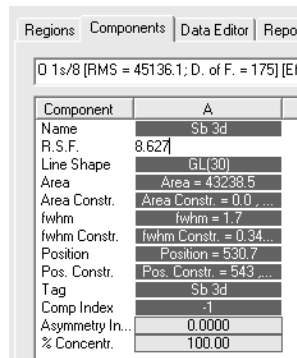 Regions Components Data Editor Repo
O 1s/8 [RMS = 45136.1; D. of F. = 175] [Ef
Component A
Name Sb 3d
R.S.F. 8.627
Line Shape GL(30)
Area Area = 43238.5
Area Constr. Area Constr. = 0.0 , ...
fwhm fwhm = 1.7
fwhm Constr. fwhm Constr. = 0.34...
Position Position = 530.7
Pos. Constr. Pos. Constr. = 543 ,...
Tag Sb 3d
Comp Index -1
Asymmetry In... 0.0000
% Concentr. 100.00